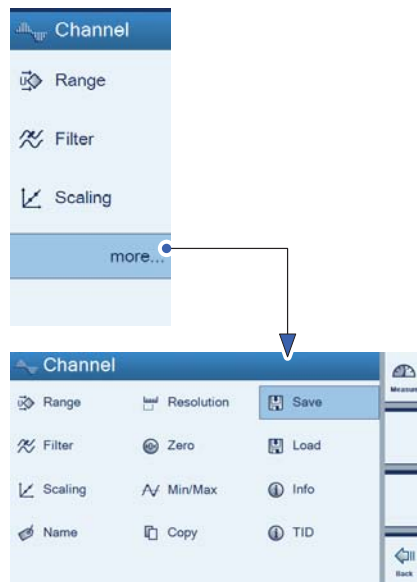 Channel
Range
Filter
Scaling
more...
Channel
Range Resolution Save
Filter Zero Load
Scaling Min/Max Info
Name Copy TID
Measure
Back